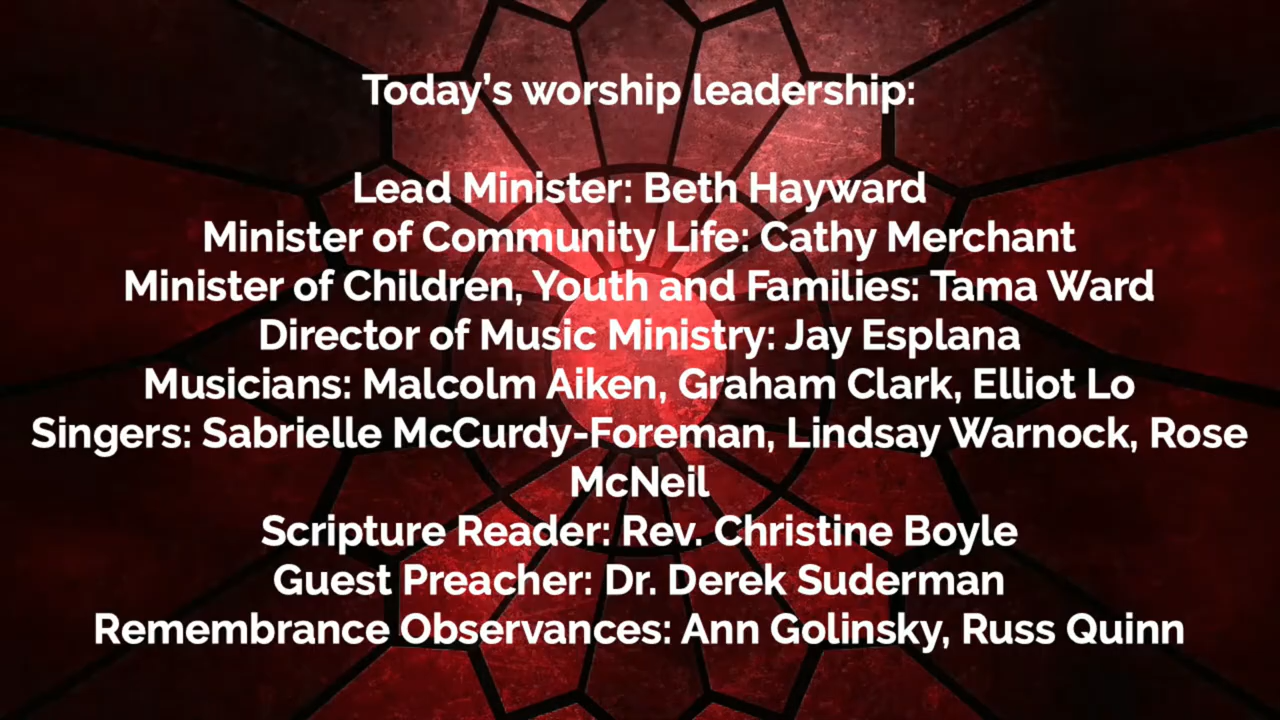 Today's worship leadership:
Lead Minister: Beth Hayward
Minister of Community Life: Cathy Merchant
Minister of Children, Youth and Families: Tama Ward
Director of Music Ministry: Jay Esplana
Musicians: Malcolm Aiken, Graham Clark, Elliot Lo
Singers: Sabrielle McCurdy-Foreman, Lindsay Warnock, Rose
McNeil
Scripture Reader: Rev. Christine Boyle
Guest Preacher: Dr. Derek Suderman
Remembrance Observances: Ann Golinsky, Russ Quinn